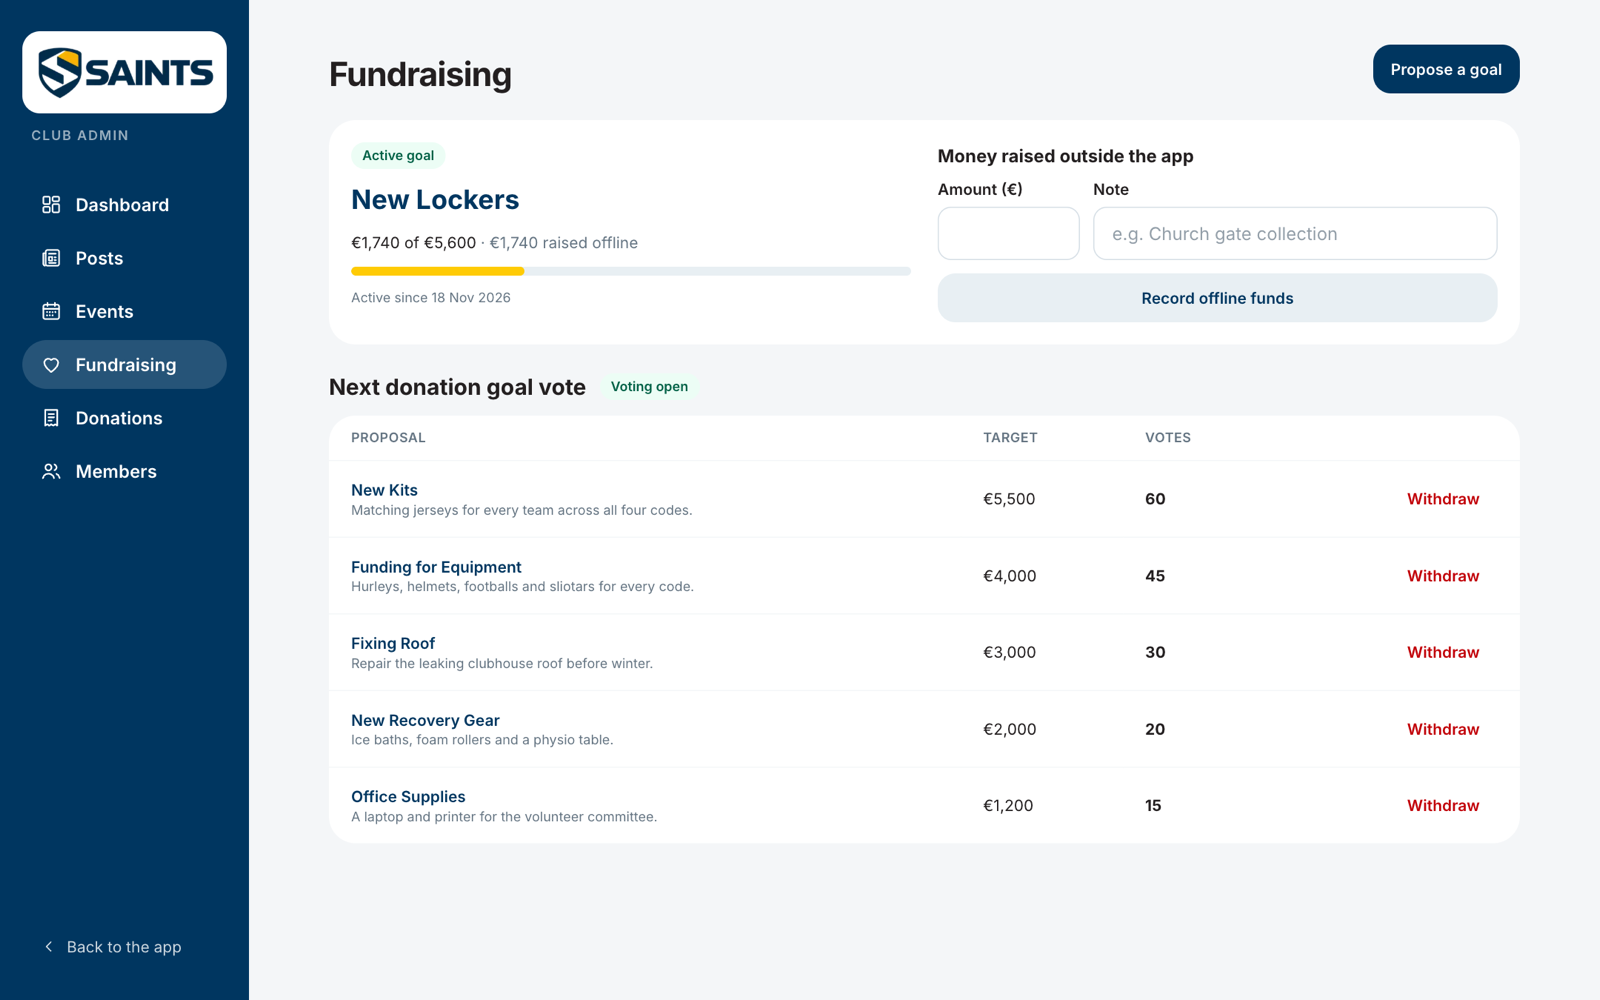 SAINTS
CLUB ADMIN
Dashboard
Posts
Events
Fundraising
Donations
Members
Back to the app
Fundraising
Propose a goal
Active goal
New Lockers
€1,740 of €5,600 · €1,740 raised offline
Active since 18 Nov 2026
Money raised outside the app
Amount (€) Note
e.g. Church gate collection
Record offline funds
Next donation goal vote Voting open
PROPOSAL TARGET VOTES
New Kits
Matching jerseys for every team across all four codes.
€5,500 60 Withdraw
Funding for Equipment
Hurleys, helmets, footballs and sliotars for every code.
€4,000 45 Withdraw
Fixing Roof
Repair the leaking clubhouse roof before winter.
€3,000 30 Withdraw
New Recovery Gear
Ice baths, foam rollers and a physio table.
€2,000 20 Withdraw
Office Supplies
A laptop and printer for the volunteer committee.
€1,200 15 Withdraw